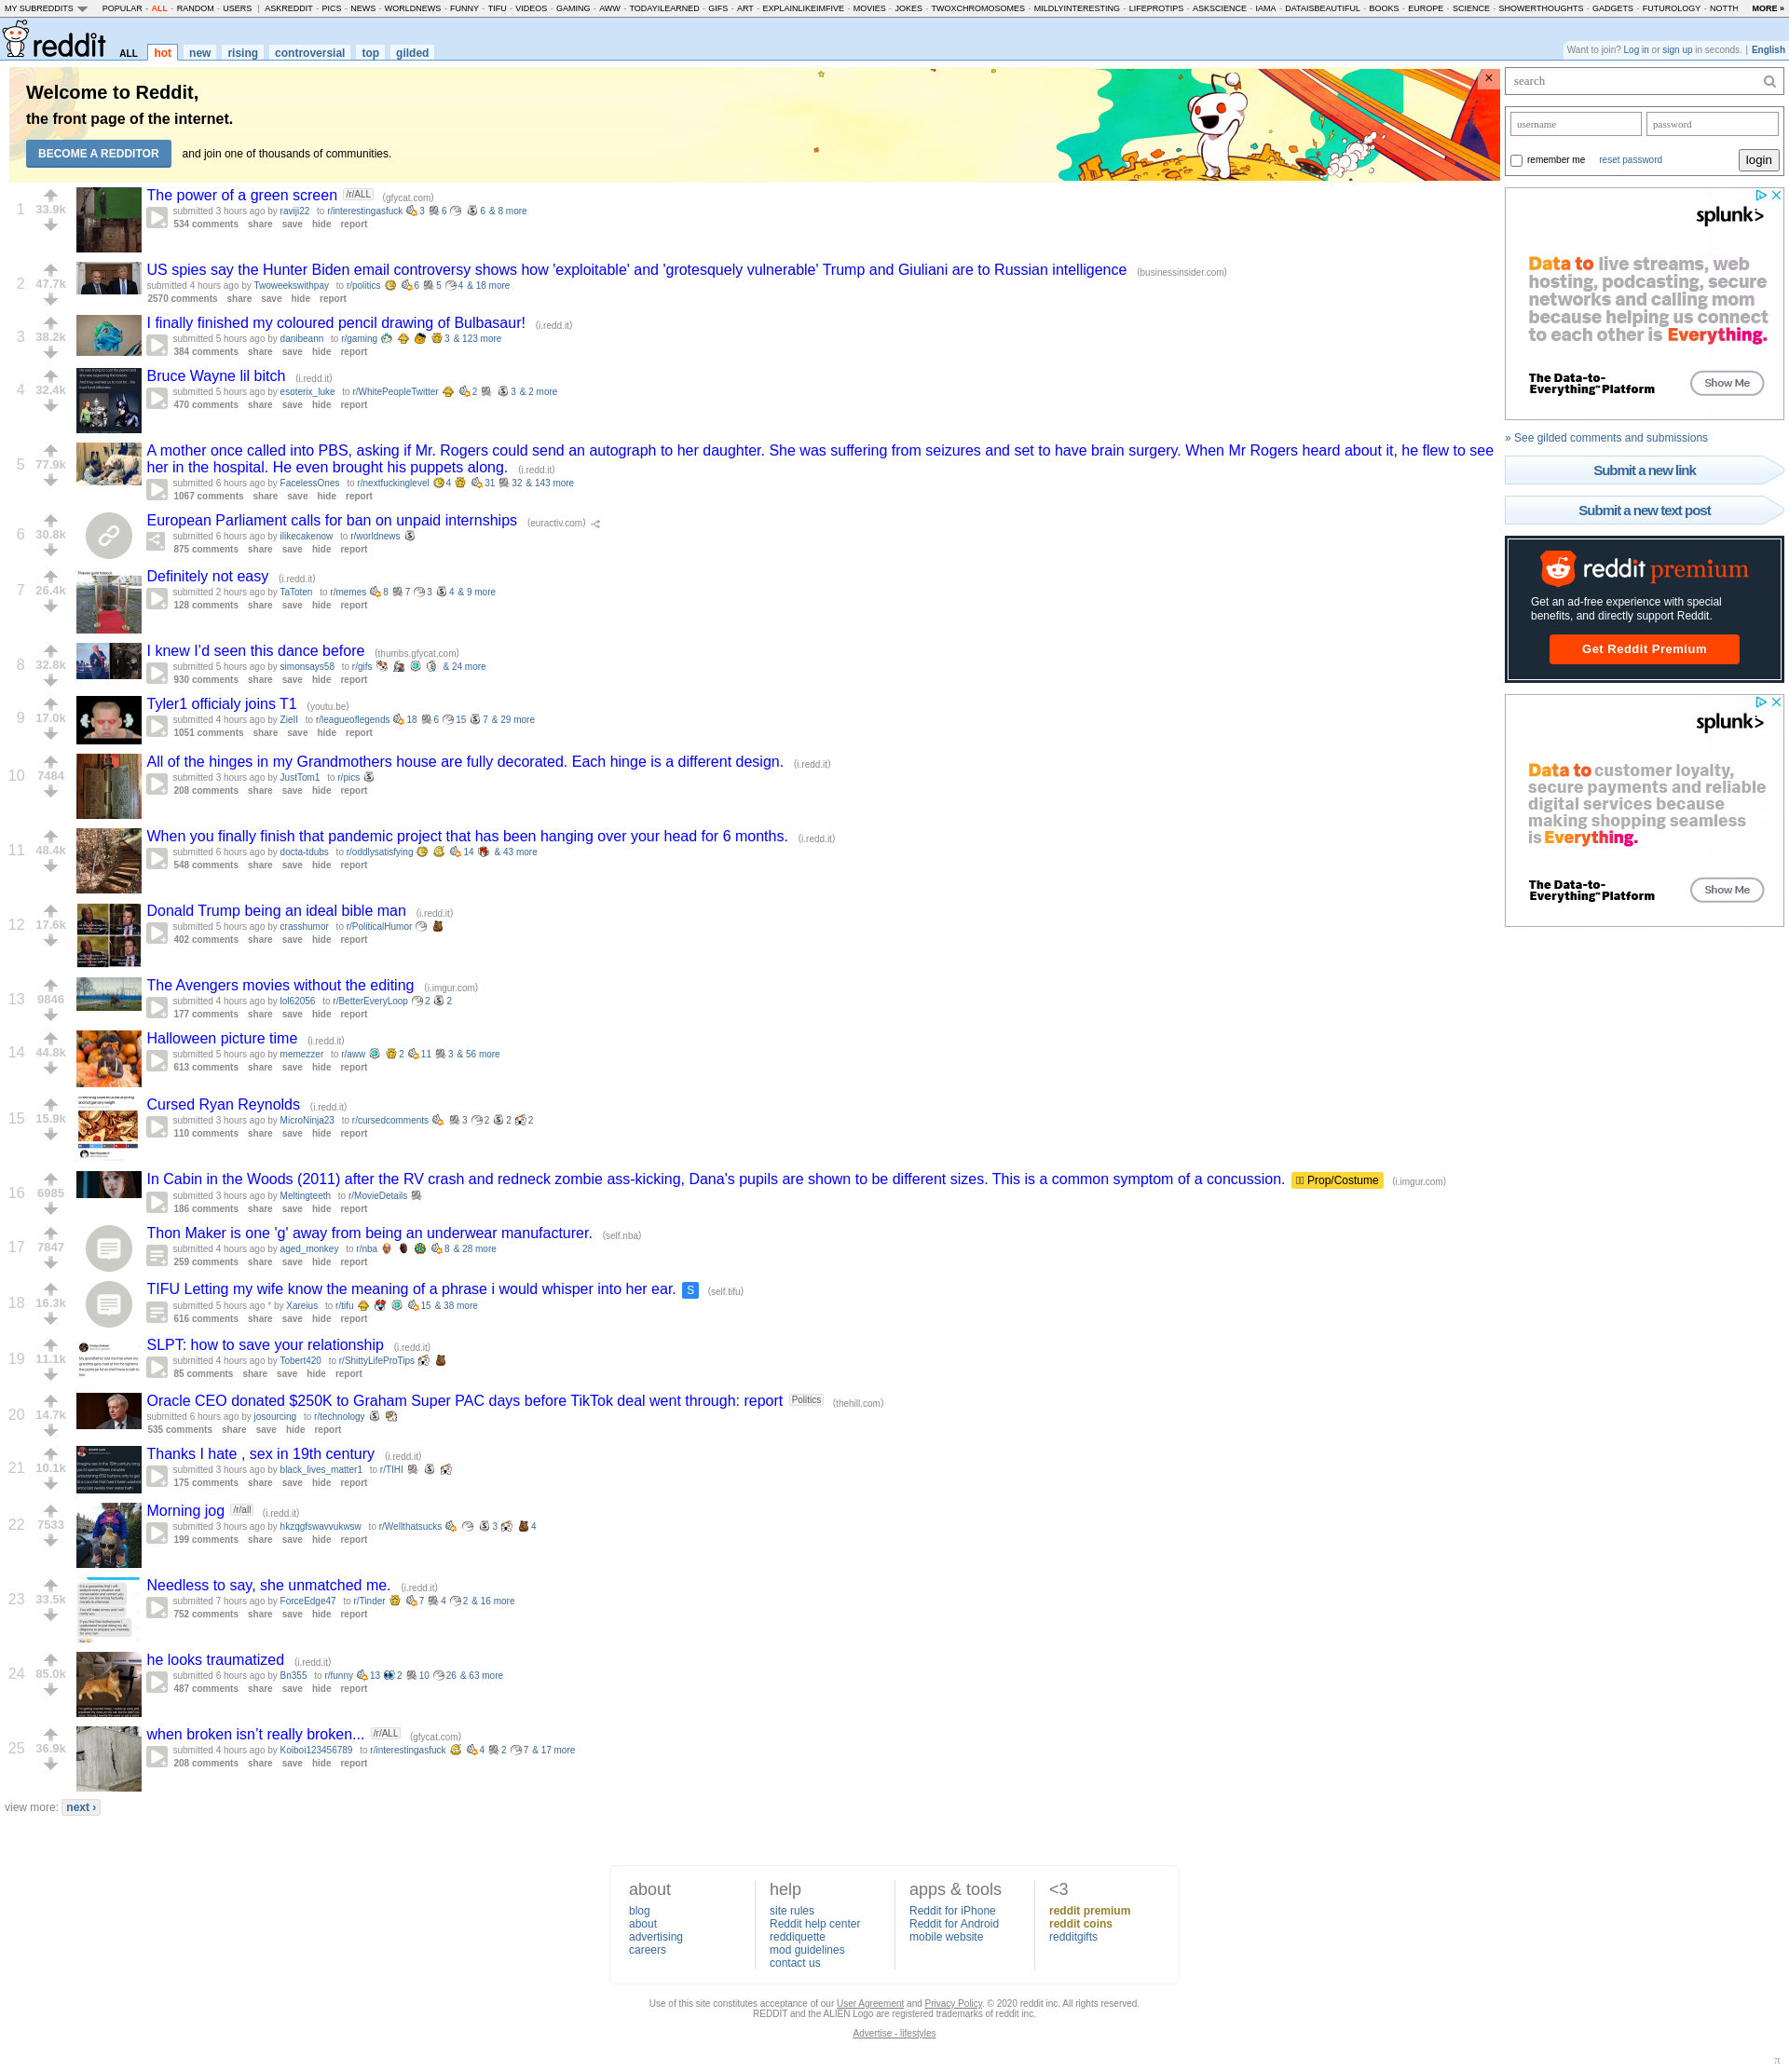 MY SUBREDDITS POPULAR - ALL - RANDOM - USERS | ASKREDDIT - PICS - NEWS - WORLDNEWS - FUNNY - TIFU - VIDEOS - GAMING - AWW - TODAYILEARNED - GIFS - ART - EXPLAINLIKEIMFIVE - MOVIES - JOKES - TWOXCHROMOSOMES - MILDLYINTERESTING - LIFEPROTIPS - ASKSCIENCE - IAMA - DATAISBEAUTIFUL - BOOKS - EUROPE - SCIENCE - SHOWERTHOUGHTS - GADGETS - FUTUROLOGY - NOTTH MORE »
reddit ALL hot new rising controversial top gilded
Want to join? Log in or sign up in seconds. | English
Welcome to Reddit,
the front page of the internet.
BECOME A REDDITOR and join one of thousands of communities.
×
1 33.9k The power of a green screen /r/ALL (gfycat.com)
submitted 3 hours ago by raviji22 to r/interestingasfuck 3 6 6 & 8 more
534 comments share save hide report
2 47.7k US spies say the Hunter Biden email controversy shows how 'exploitable' and 'grotesquely vulnerable' Trump and Giuliani are to Russian intelligence (businessinsider.com)
submitted 4 hours ago by Twoweekswithpay to r/politics 6 5 4 & 18 more
2570 comments share save hide report
3 38.2k I finally finished my coloured pencil drawing of Bulbasaur! (i.redd.it)
submitted 5 hours ago by danibeann to r/gaming 3 & 123 more
384 comments share save hide report
4 32.4k Bruce Wayne lil bitch (i.redd.it)
submitted 5 hours ago by esoterix_luke to r/WhitePeopleTwitter 2 3 & 2 more
470 comments share save hide report
5 77.9k A mother once called into PBS, asking if Mr. Rogers could send an autograph to her daughter. She was suffering from seizures and set to have brain surgery. When Mr Rogers heard about it, he flew to see
her in the hospital. He even brought his puppets along. (i.redd.it)
submitted 6 hours ago by FacelessOnes to r/nextfuckinglevel 4 31 32 & 143 more
1067 comments share save hide report
6 30.8k European Parliament calls for ban on unpaid internships (euractiv.com)
submitted 6 hours ago by ilikecakenow to r/worldnews
875 comments share save hide report
7 26.4k Definitely not easy (i.redd.it)
submitted 2 hours ago by TaToten to r/memes 8 7 3 4 & 9 more
128 comments share save hide report
8 32.8k I knew I'd seen this dance before (thumbs.gfycat.com)
submitted 5 hours ago by simonsays58 to r/gifs & 24 more
930 comments share save hide report
9 17.0k Tyler1 officialy joins T1 (youtu.be)
submitted 4 hours ago by Ziell to r/leagueoflegends 18 6 15 7 & 29 more
1051 comments share save hide report
10 7484 All of the hinges in my Grandmothers house are fully decorated. Each hinge is a different design. (i.redd.it)
submitted 3 hours ago by JustTom1 to r/pics
208 comments share save hide report
11 48.4k When you finally finish that pandemic project that has been hanging over your head for 6 months. (i.redd.it)
submitted 6 hours ago by docta-tdubs to r/oddlysatisfying 14 & 43 more
548 comments share save hide report
12 17.6k Donald Trump being an ideal bible man (i.redd.it)
submitted 5 hours ago by crasshumor to r/PoliticalHumor
402 comments share save hide report
13 9846 The Avengers movies without the editing (i.imgur.com)
submitted 4 hours ago by lol62056 to r/BetterEveryLoop 2 2
177 comments share save hide report
14 44.8k Halloween picture time (i.redd.it)
submitted 5 hours ago by memezzer to r/aww 2 11 3 & 56 more
613 comments share save hide report
15 15.9k Cursed Ryan Reynolds (i.redd.it)
submitted 3 hours ago by MicroNinja23 to r/cursedcomments 3 2 2 2
110 comments share save hide report
16 6985 In Cabin in the Woods (2011) after the RV crash and redneck zombie ass-kicking, Dana's pupils are shown to be different sizes. This is a common symptom of a concussion. Prop/Costume (i.imgur.com)
submitted 3 hours ago by Meltingteeth to r/MovieDetails
186 comments share save hide report
17 7847 Thon Maker is one 'g' away from being an underwear manufacturer. (self.nba)
submitted 4 hours ago by aged_monkey to r/nba 8 & 28 more
259 comments share save hide report
18 16.3k TIFU Letting my wife know the meaning of a phrase i would whisper into her ear. S (self.tifu)
submitted 5 hours ago * by Xareius to r/tifu 15 & 38 more
616 comments share save hide report
19 11.1k SLPT: how to save your relationship (i.redd.it)
submitted 4 hours ago by Tobert420 to r/ShittyLifeProTips
85 comments share save hide report
20 14.7k Oracle CEO donated $250K to Graham Super PAC days before TikTok deal went through: report Politics (thehill.com)
submitted 6 hours ago by josourcing to r/technology
535 comments share save hide report
21 10.1k Thanks I hate , sex in 19th century (i.redd.it)
submitted 3 hours ago by black_lives_matter1 to r/TIHI
175 comments share save hide report
22 7533 Morning jog /r/all (i.redd.it)
submitted 3 hours ago by hkzqgfswavvukwsw to r/Wellthatsucks 3 4
199 comments share save hide report
23 33.5k Needless to say, she unmatched me. (i.redd.it)
submitted 7 hours ago by ForceEdge47 to r/Tinder 7 4 2 & 16 more
752 comments share save hide report
24 85.0k he looks traumatized (i.redd.it)
submitted 6 hours ago by Bn355 to r/funny 13 2 10 26 & 63 more
487 comments share save hide report
25 36.9k when broken isn't really broken... /r/ALL (gfycat.com)
submitted 4 hours ago by Koiboi123456789 to r/interestingasfuck 4 2 7 & 17 more
208 comments share save hide report
view more: next ›
search
username password
remember me reset password login
splunk>
Data to live streams, web
hosting, podcasting, secure
networks and calling mom
because helping us connect
to each other is Everything.
The Data-to-
Everything™ Platform
Show Me
» See gilded comments and submissions
Submit a new link
Submit a new text post
reddit premium
Get an ad-free experience with special
benefits, and directly support Reddit.
Get Reddit Premium
splunk>
Data to customer loyalty,
secure payments and reliable
digital services because
making shopping seamless
is Everything.
The Data-to-
Everything™ Platform
Show Me
about
blog
about
advertising
careers
help
site rules
Reddit help center
reddiquette
mod guidelines
contact us
apps & tools
Reddit for iPhone
Reddit for Android
mobile website
<3
reddit premium
reddit coins
redditgifts
Use of this site constitutes acceptance of our User Agreement and Privacy Policy. © 2020 reddit inc. All rights reserved.
REDDIT and the ALIEN Logo are registered trademarks of reddit inc.
Advertise - lifestyles
π